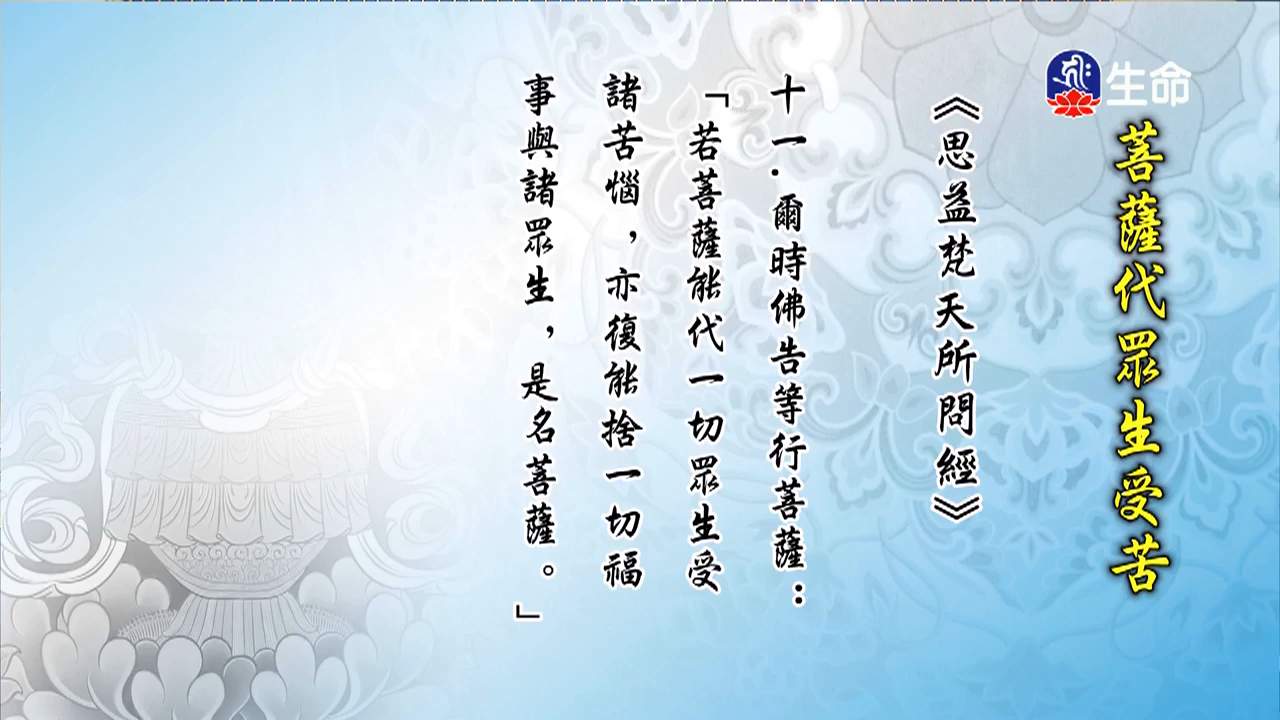 生命
菩薩代眾生受苦
《思益梵天所問經》
十一．爾時佛告等行菩薩：
「若菩薩能代一切眾生受
諸苦惱，亦復能捨一切福
事與諸眾生，是名菩薩。」